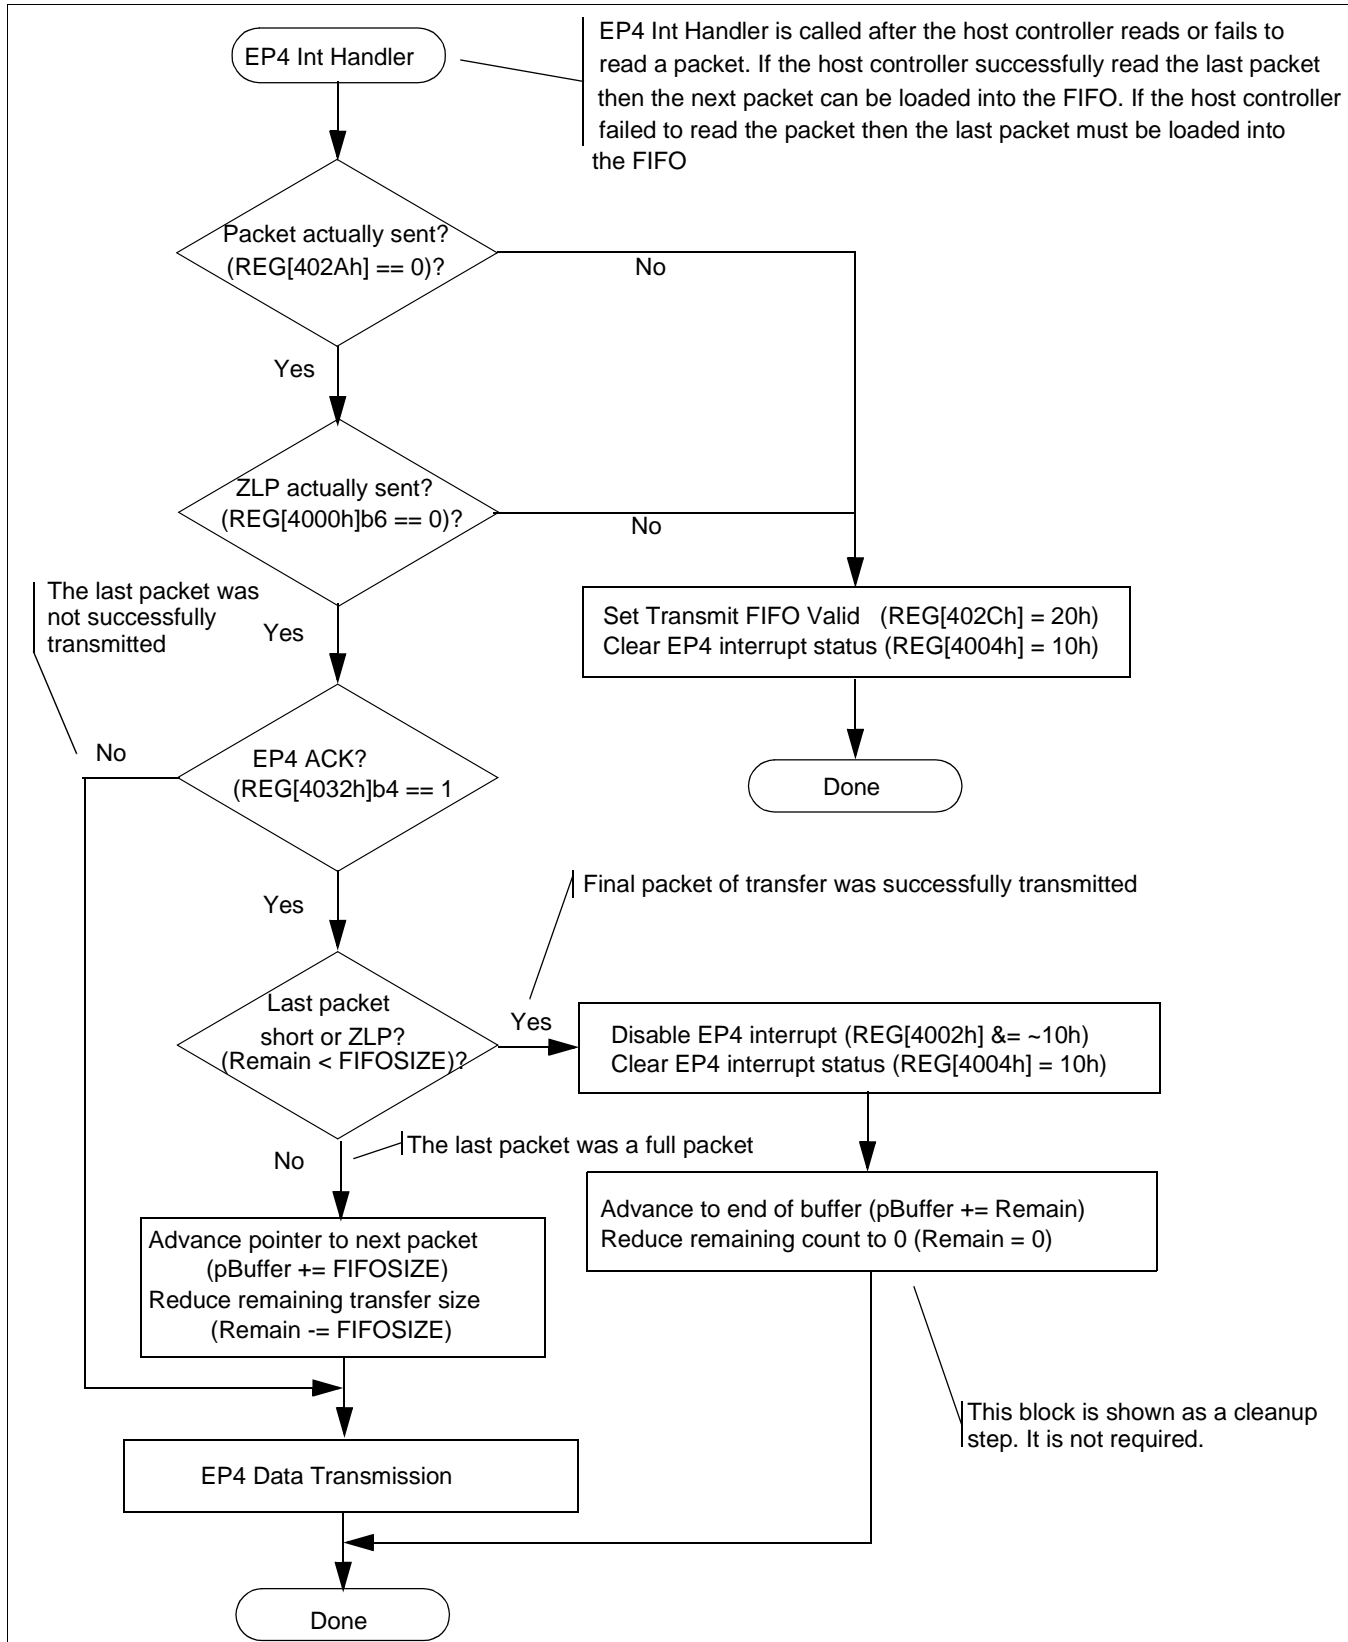 EP4 Int Handler
EP4 Int Handler is called after the host controller reads or fails to
read a packet. If the host controller successfully read the last packet
then the next packet can be loaded into the FIFO. If the host controller
failed to read the packet then the last packet must be loaded into
the FIFO
Packet actually sent?
(REG[402Ah] == 0)?
No
Yes
ZLP actually sent?
(REG[4000h]b6 == 0)?
No
The last packet was
not successfully
transmitted
Yes
Set Transmit FIFO Valid (REG[402Ch] = 20h)
Clear EP4 interrupt status (REG[4004h] = 10h)
No
EP4 ACK?
(REG[4032h]b4 == 1
Done
Yes
Final packet of transfer was successfully transmitted
Last packet
short or ZLP?
(Remain < FIFOSIZE)?
Yes
Disable EP4 interrupt (REG[4002h] &= ~10h)
Clear EP4 interrupt status (REG[4004h] = 10h)
No
The last packet was a full packet
Advance to end of buffer (pBuffer += Remain)
Reduce remaining count to 0 (Remain = 0)
Advance pointer to next packet
(pBuffer += FIFOSIZE)
Reduce remaining transfer size
(Remain -= FIFOSIZE)
This block is shown as a cleanup
step. It is not required.
EP4 Data Transmission
Done